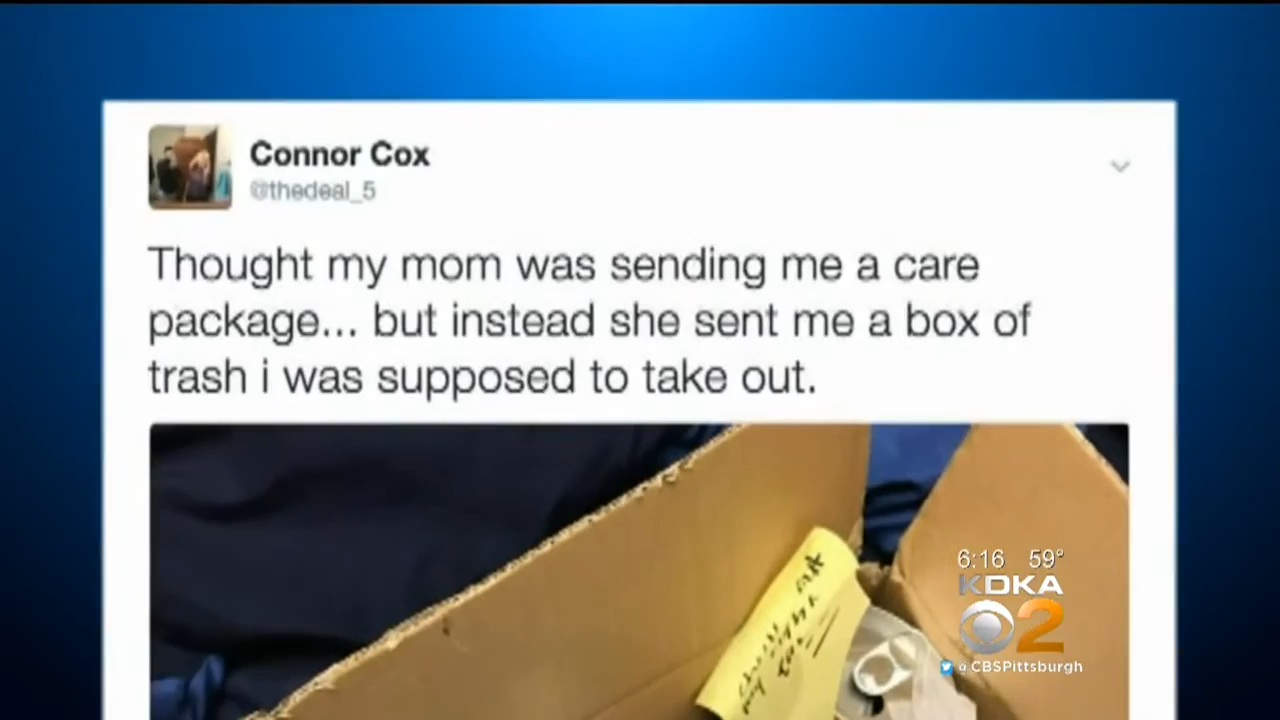 Connor Cox
@thedeal_5
Thought my mom was sending me a care
package... but instead she sent me a box of
trash i was supposed to take out.
6:16 59°
KDKA
2
@CBSPittsburgh